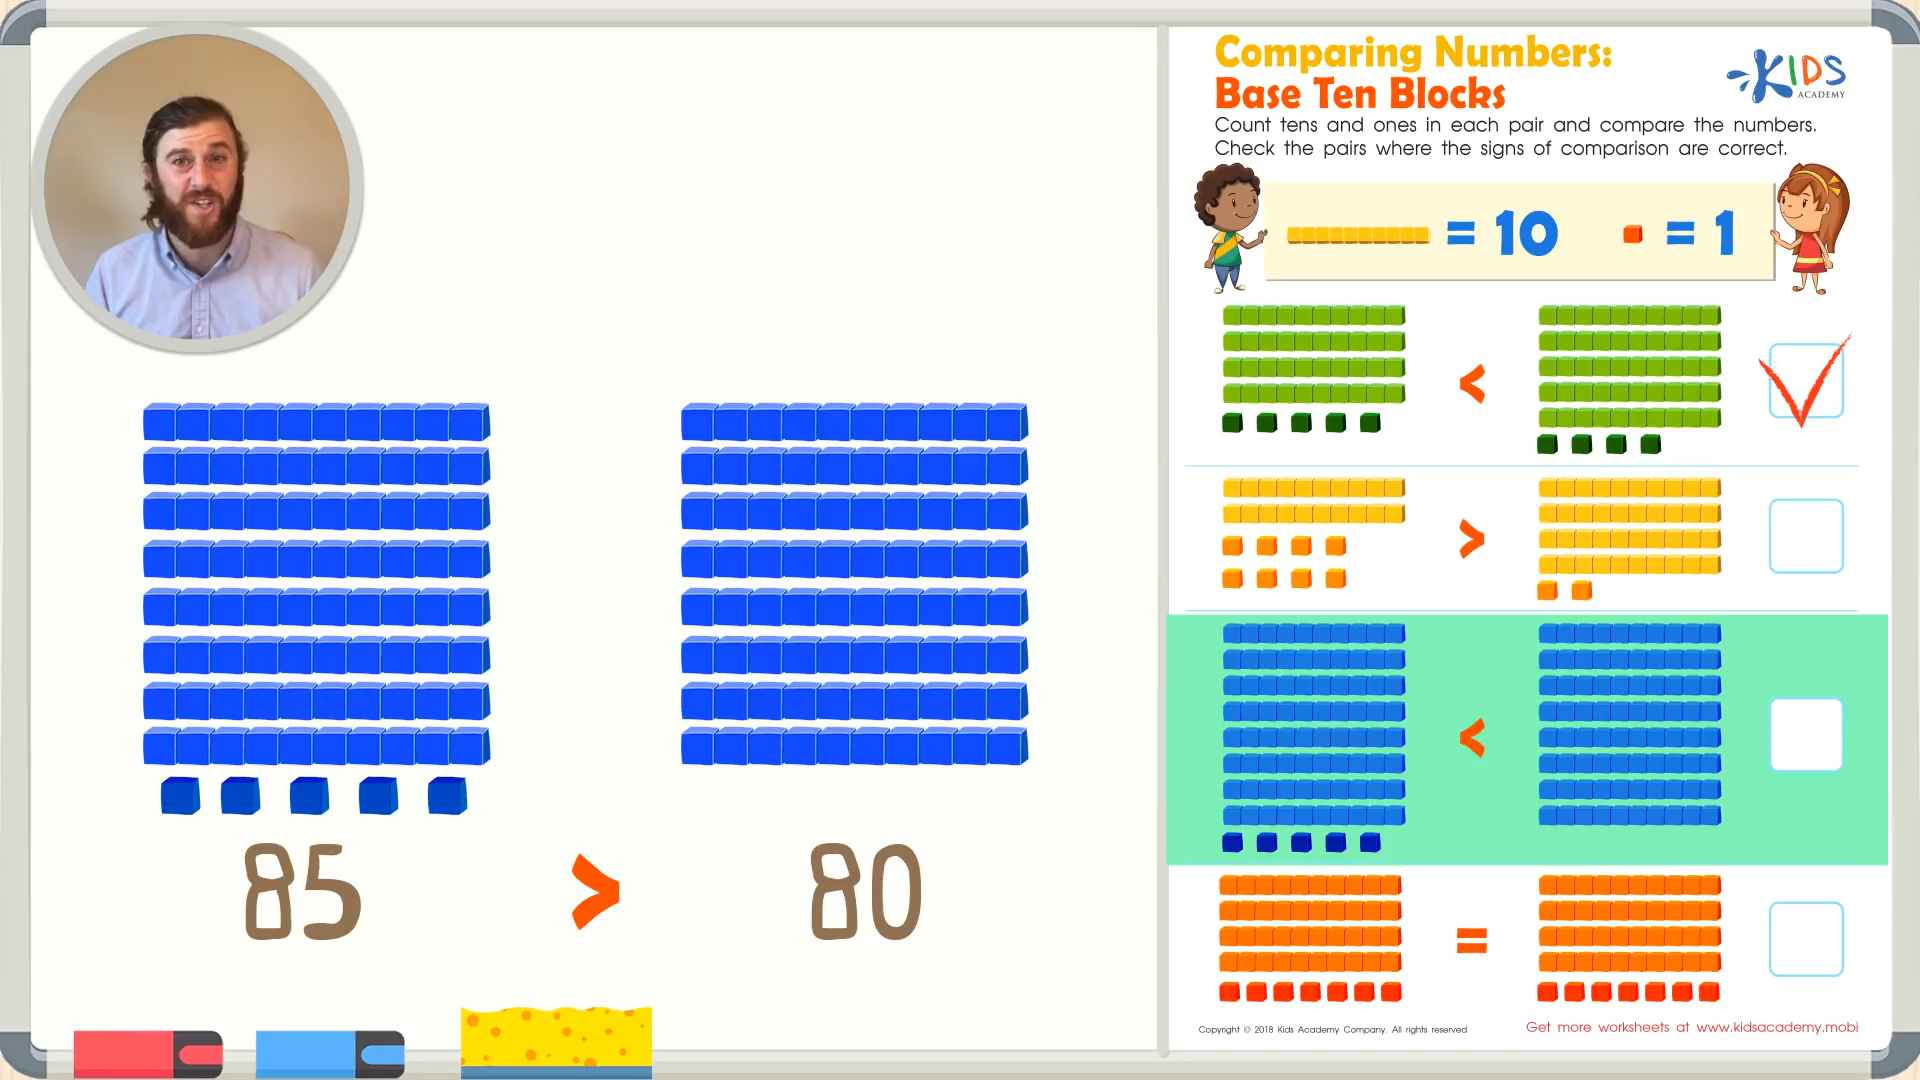 85 > 80
Comparing Numbers:
Base Ten Blocks
KIDS
ACADEMY
Count tens and ones in each pair and compare the numbers.
Check the pairs where the signs of comparison are correct.
= 10 = 1
<
>
<
=
Copyright © 2018 Kids Academy Company. All rights reserved
Get more worksheets at www.kidsacademy.mobi